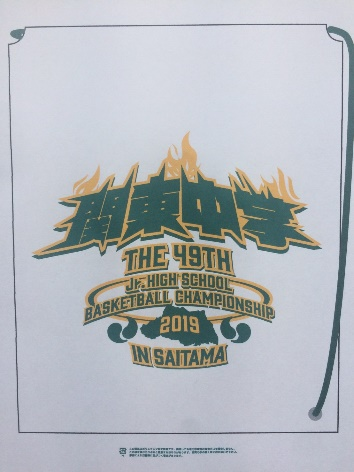 関東中学
THE 49TH
Jr. HIGH SCHOOL
BASKETBALL CHAMPIONSHIP
2019
IN SAITAMA